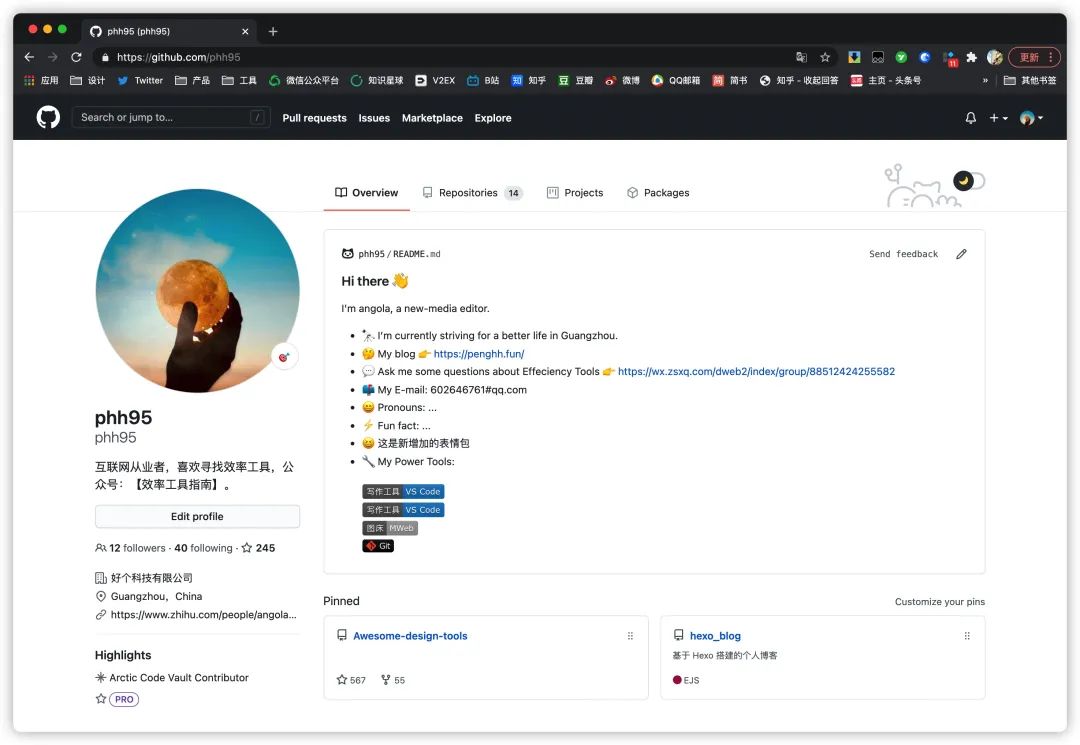 phh95 (phh95)
https://github.com/phh95
更新
应用 设计 Twitter 产品 工具 微信公众平台 知识星球 V2EX B站 知乎 豆瓣 微博 QQ邮箱 简书 知乎 - 收起回答 主页 - 头条号 » 其他书签
Search or jump to... / Pull requests Issues Marketplace Explore
Overview Repositories 14 Projects Packages
phh95/README.md Send feedback
Hi there 👋
I'm angola, a new-media editor.
🔭 I'm currently striving for a better life in Guangzhou.
🤔 My blog 👉 https://penghh.fun/
💬 Ask me some questions about Effeciency Tools 👉 https://wx.zsxq.com/dweb2/index/group/88512424255582
📫 My E-mail: 602646761#qq.com
😄 Pronouns: ...
⚡ Fun fact: ...
😄 这是新增加的表情包
🔧 My Power Tools:
写作工具 VS Code
写作工具 VS Code
图床 MWeb
Git
phh95
phh95
互联网从业者，喜欢寻找效率工具，公
众号：【效率工具指南】。
Edit profile
12 followers · 40 following · 245
好个科技有限公司
Guangzhou，China
https://www.zhihu.com/people/angola...
Highlights
Arctic Code Vault Contributor
PRO
Pinned Customize your pins
Awesome-design-tools
567 55
hexo_blog
基于 Hexo 搭建的个人博客
EJS